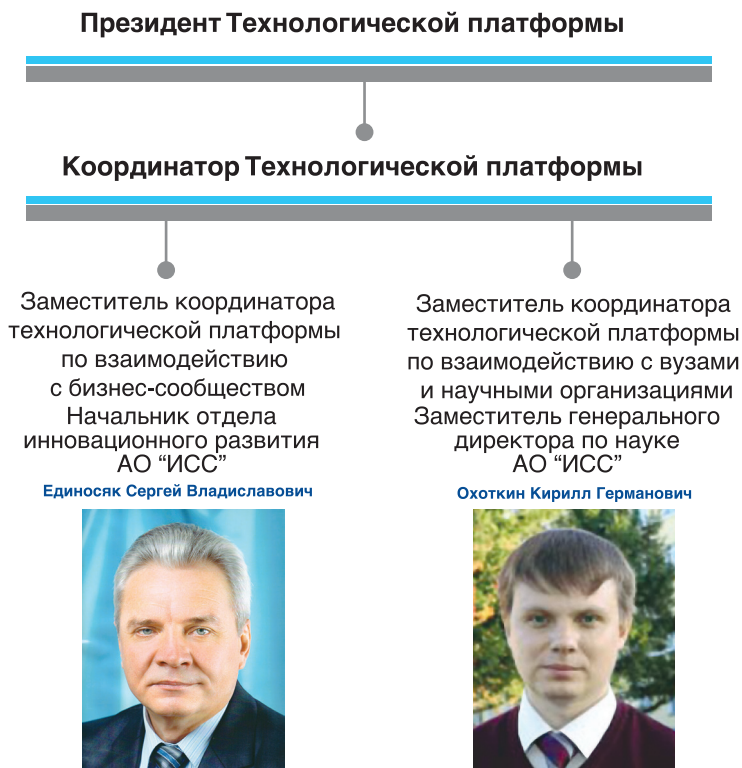 Президент Технологической платформы
Координатор Технологической платформы
Заместитель координатора
технологической платформы
по взаимодействию
с бизнес-сообществом
Начальник отдела
инновационного развития
АО “ИСС”
Единосяк Сергей Владиславович
Заместитель координатора
технологической платформы
по взаимодействию с вузами
и научными организациями
Заместитель генерального
директора по науке
АО “ИСС”
Охоткин Кирилл Германович